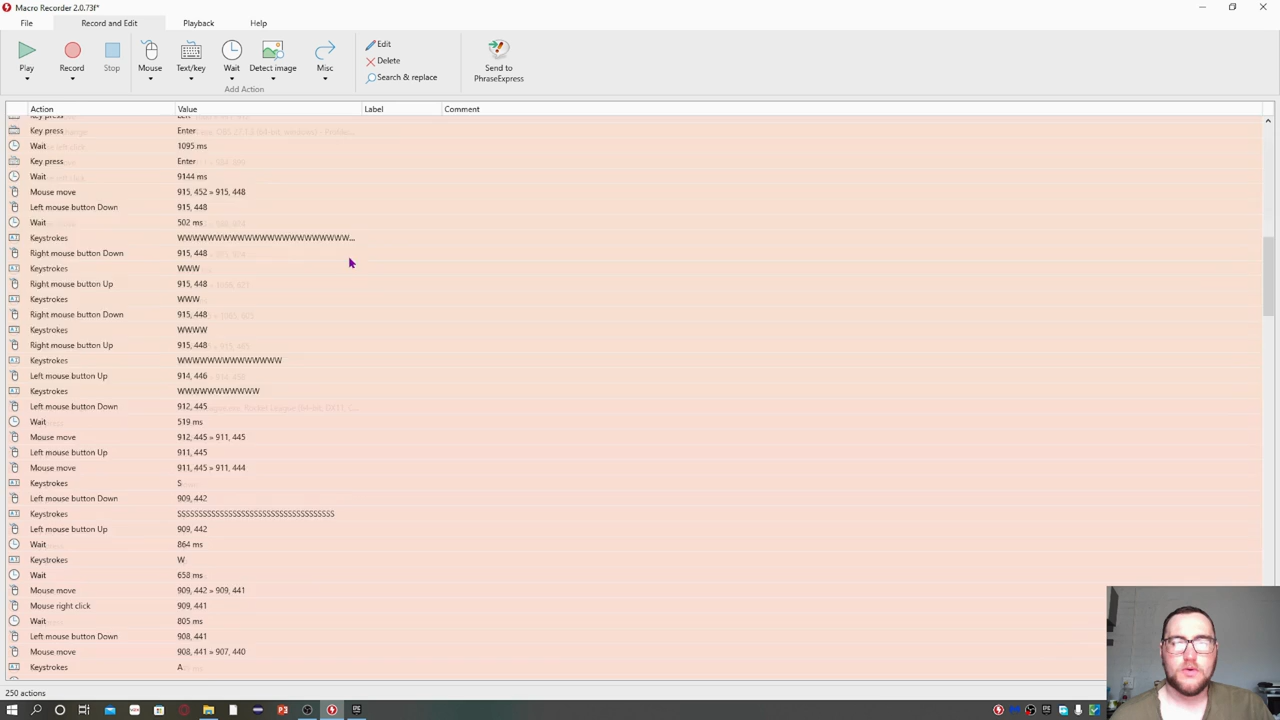 Macro Recorder 2.0.73f*
File Record and Edit Playback Help
Play Record Stop Mouse Text/key Wait Detect image Misc
Edit
Delete
Search & replace
Send to
PhraseExpress
Add Action
Action Value Label Comment
Key press Left
Key press Enter
Wait 1095 ms
Key press Enter
Wait 9144 ms
Mouse move 915, 452 » 915, 448
Left mouse button Down 915, 448
Wait 502 ms
Keystrokes WWWWWWWWWWWWWWWWWWWWWWW...
Right mouse button Down 915, 448
Keystrokes WWW
Right mouse button Up 915, 448
Keystrokes WWW
Right mouse button Down 915, 448
Keystrokes WWWW
Right mouse button Up 915, 448
Keystrokes WWWWWWWWWWWWWW
Left mouse button Up 914, 446
Keystrokes WWWWWWWWWWW
Left mouse button Down 912, 445
Wait 519 ms
Mouse move 912, 445 » 911, 445
Left mouse button Up 911, 445
Mouse move 911, 445 » 911, 444
Keystrokes S
Left mouse button Down 909, 442
Keystrokes SSSSSSSSSSSSSSSSSSSSSSSSSSSSSSSSSSSSS
Left mouse button Up 909, 442
Wait 864 ms
Keystrokes W
Wait 658 ms
Mouse move 909, 442 » 909, 441
Mouse right click 909, 441
Wait 805 ms
Left mouse button Down 908, 441
Mouse move 908, 441 » 907, 440
Keystrokes A
250 actions